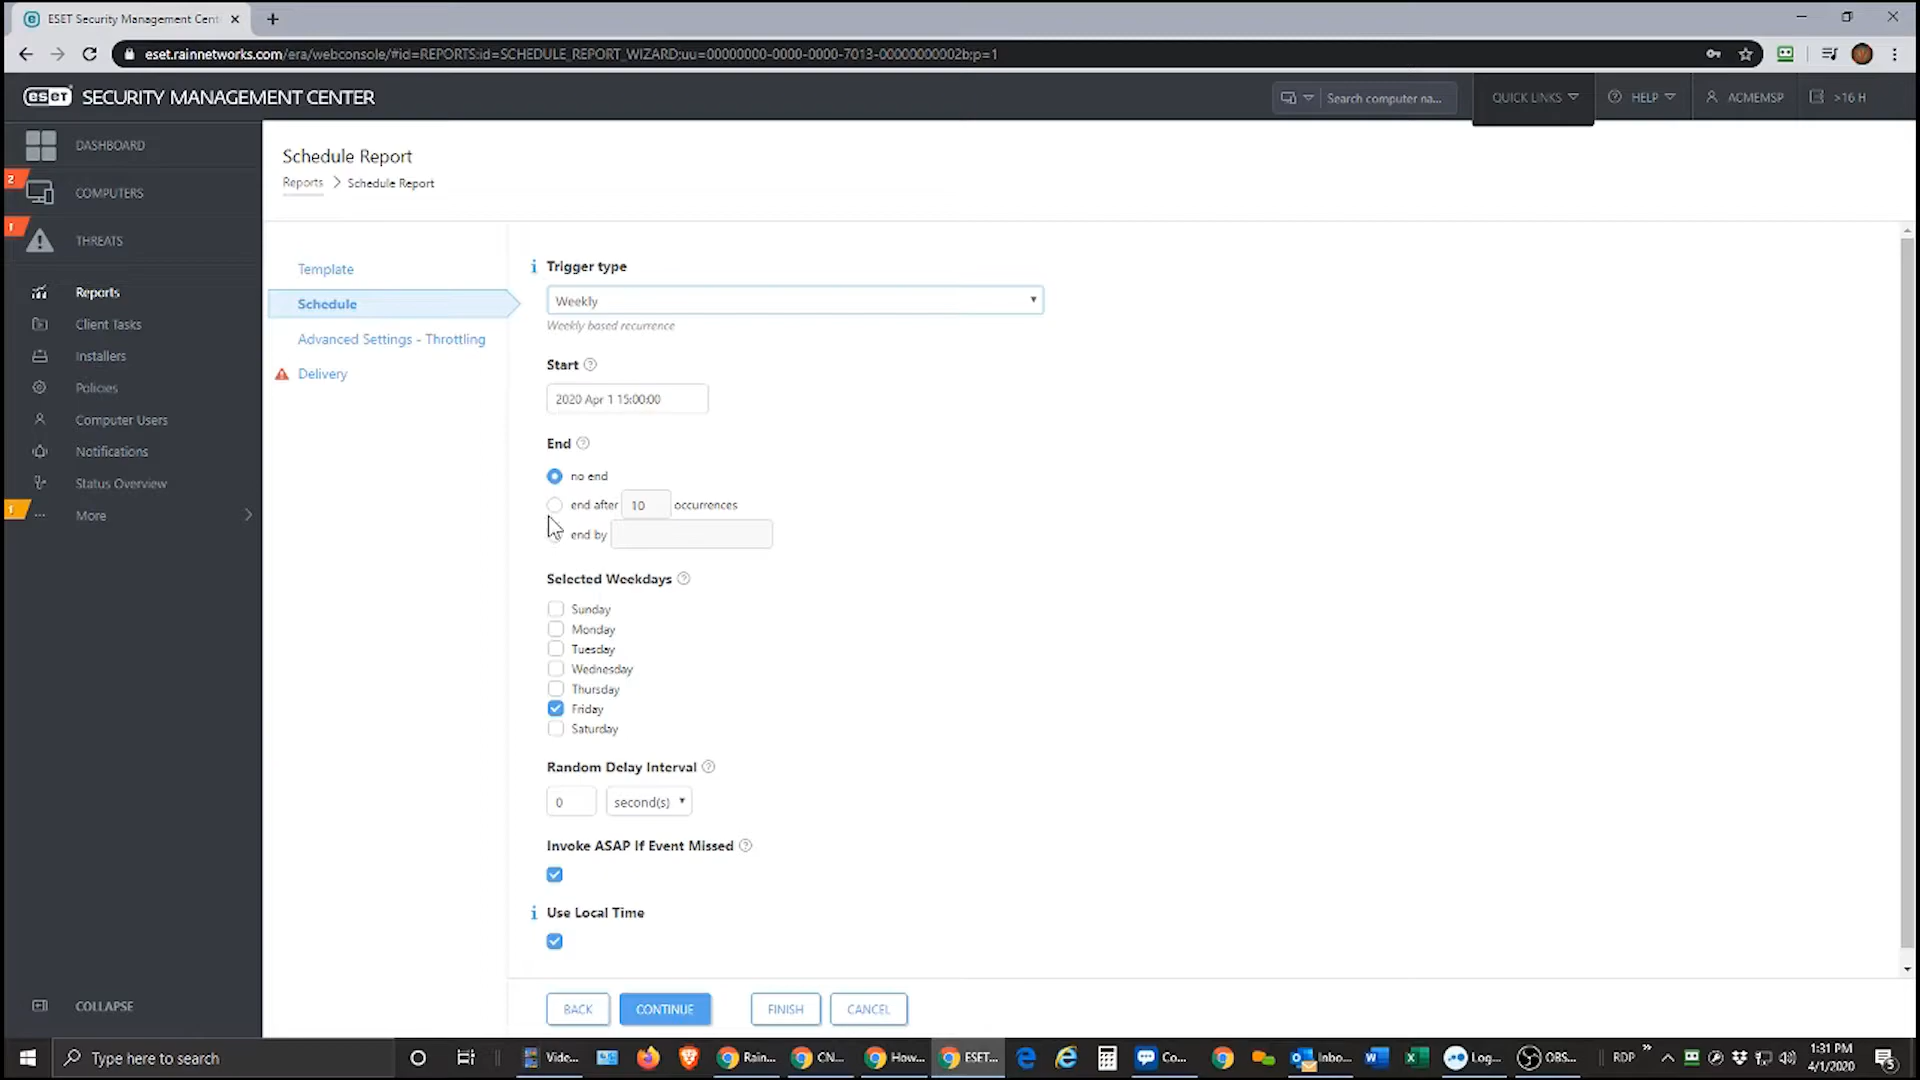 ESET Security Management Cent
eset.rainnetworks.com/era/webconsole/#id=REPORTS:id=SCHEDULE_REPORT_WIZARD;uu=00000000-0000-0000-7013-00000000002b;p=1
eseT SECURITY MANAGEMENT CENTER
Search computer na...
QUICK LINKS
HELP
ACMEMSP
>16 H
DASHBOARD
2
COMPUTERS
1
THREATS
Reports
Client Tasks
Installers
Policies
Computer Users
Notifications
Status Overview
1
More
COLLAPSE
Schedule Report
Reports > Schedule Report
Template
Schedule
Advanced Settings - Throttling
Delivery
Trigger type
Weekly
Weekly based recurrence
Start
2020 Apr 1 15:00:00
End
no end
end after 10 occurrences
end by
Selected Weekdays
Sunday
Monday
Tuesday
Wednesday
Thursday
Friday
Saturday
Random Delay Interval
0 second(s)
Invoke ASAP If Event Missed
Use Local Time
BACK
CONTINUE
FINISH
CANCEL
Type here to search
Vide...
Rain...
CN...
How...
ESET...
Co...
Inbo...
Log...
OBS...
RDP
1:31 PM
4/1/2020
5